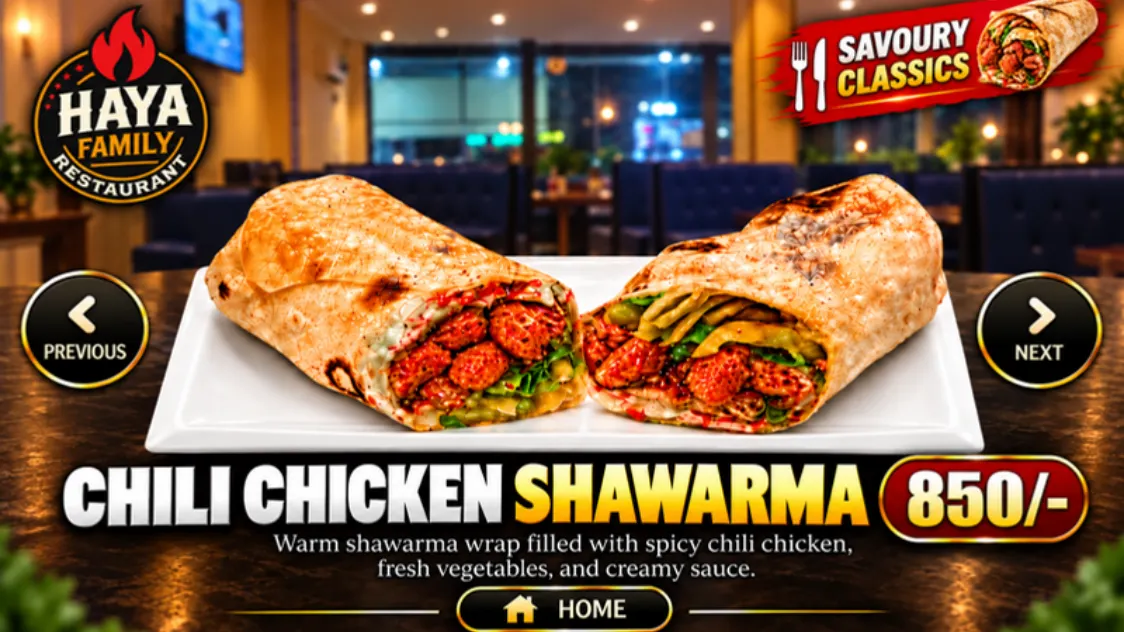 HAYA
FAMILY
RESTAURANT
SAVOURY
CLASSICS
PREVIOUS
NEXT
CHILI CHICKEN SHAWARMA 850/-
Warm shawarma wrap filled with spicy chili chicken,
fresh vegetables, and creamy sauce.
HOME